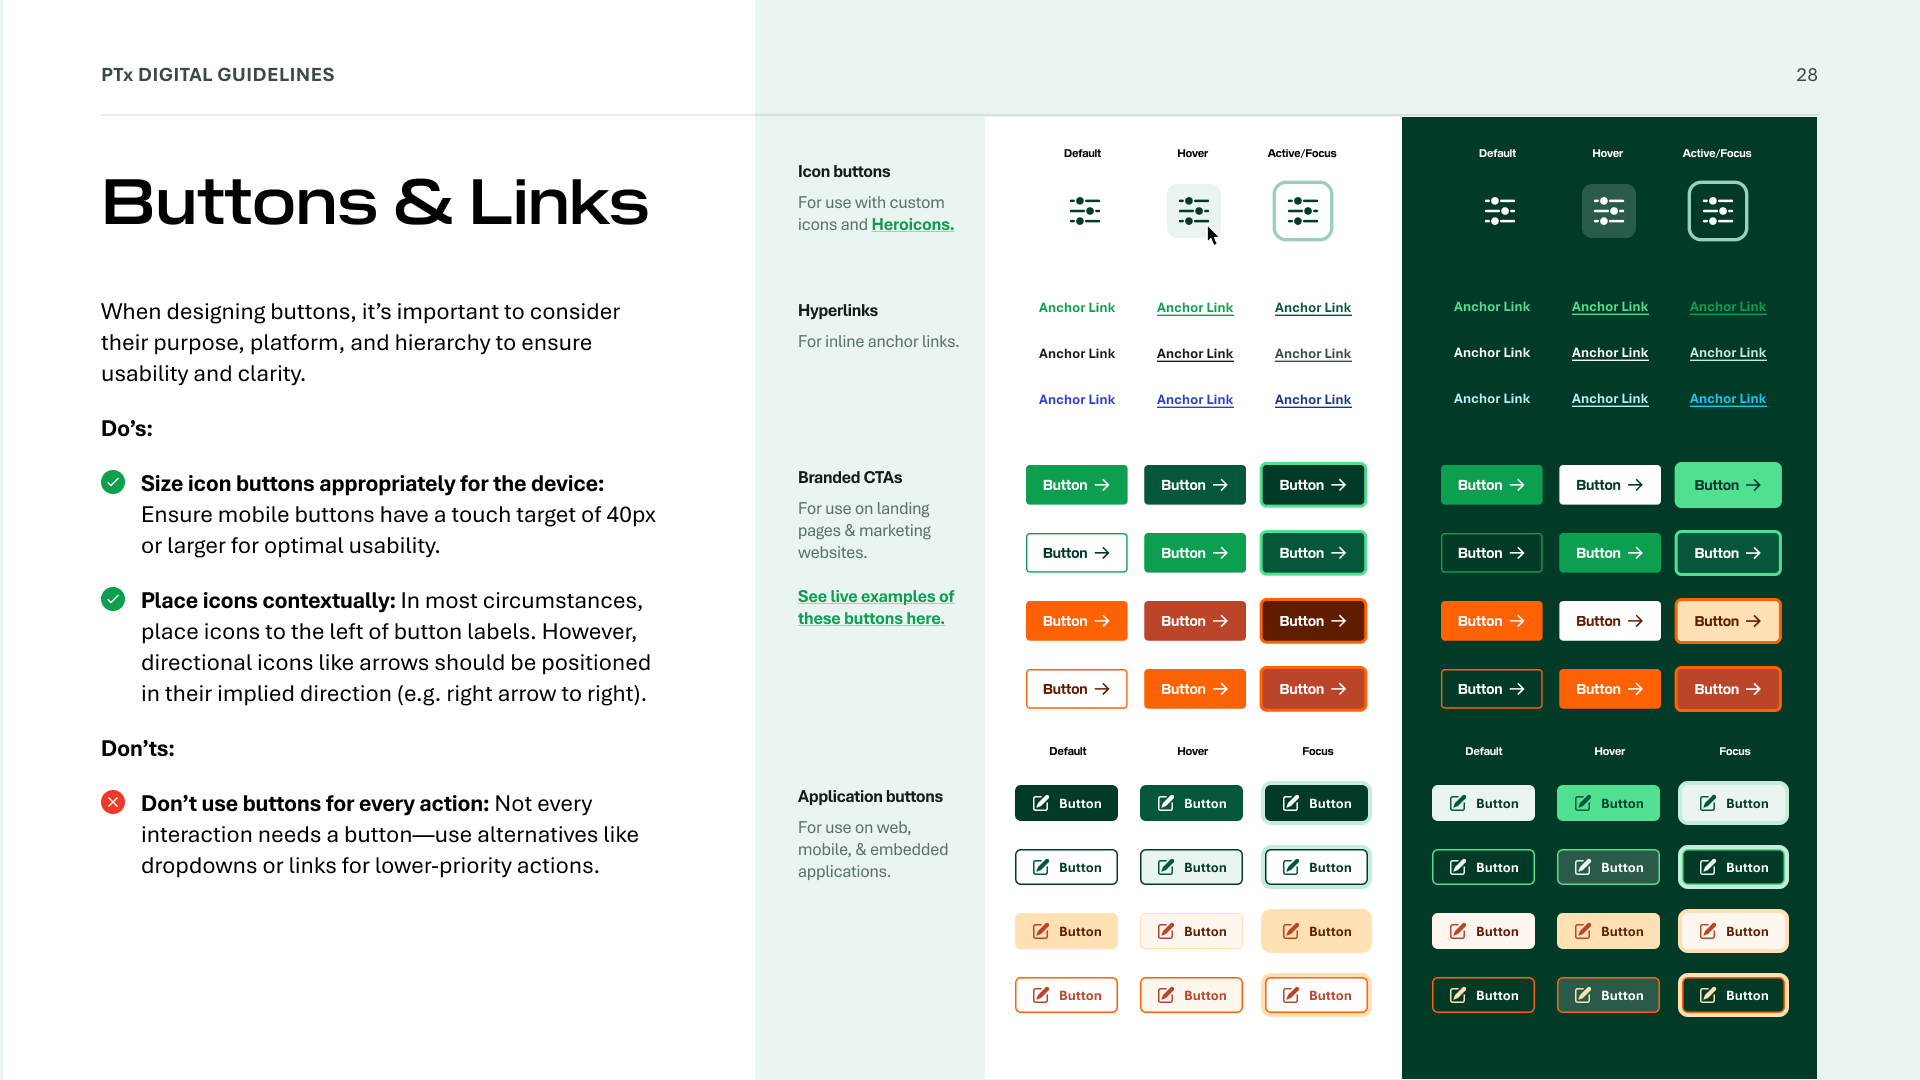 PTx DIGITAL GUIDELINES
28
Buttons & Links
When designing buttons, it’s important to consider
their purpose, platform, and hierarchy to ensure
usability and clarity.
Do’s:
Size icon buttons appropriately for the device:
Ensure mobile buttons have a touch target of 40px
or larger for optimal usability.
Place icons contextually: In most circumstances,
place icons to the left of button labels. However,
directional icons like arrows should be positioned
in their implied direction (e.g. right arrow to right).
Don’ts:
Don’t use buttons for every action: Not every
interaction needs a button—use alternatives like
dropdowns or links for lower-priority actions.
Icon buttons
For use with custom
icons and Heroicons.
Hyperlinks
For inline anchor links.
Branded CTAs
For use on landing
pages & marketing
websites.
See live examples of
these buttons here.
Application buttons
For use on web,
mobile, & embedded
applications.
Default Hover Active/Focus
Anchor Link Anchor Link Anchor Link
Anchor Link Anchor Link Anchor Link
Anchor Link Anchor Link Anchor Link
Button Button Button
Button Button Button
Button Button Button
Button Button Button
Default Hover Focus
Button Button Button
Button Button Button
Button Button Button
Button Button Button
Default Hover Active/Focus
Anchor Link Anchor Link Anchor Link
Anchor Link Anchor Link Anchor Link
Anchor Link Anchor Link Anchor Link
Button Button Button
Button Button Button
Button Button Button
Button Button Button
Default Hover Focus
Button Button Button
Button Button Button
Button Button Button
Button Button Button